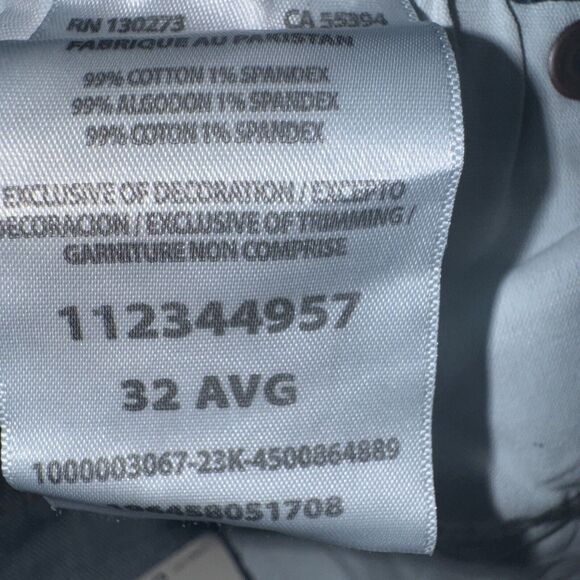 RN 130273 CA 55394
FABRIQUE AU PAKISTAN
99% COTTON 1% SPANDEX
99% ALGODON 1% SPANDEX
99% COTON 1% SPANDEX
EXCLUSIVE OF DECORATION / EXCEPTO
DECORACION / EXCLUSIVE OF TRIMMING /
GARNITURE NON COMPRISE
112344957
32 AVG
1000003067-23K-4500864889